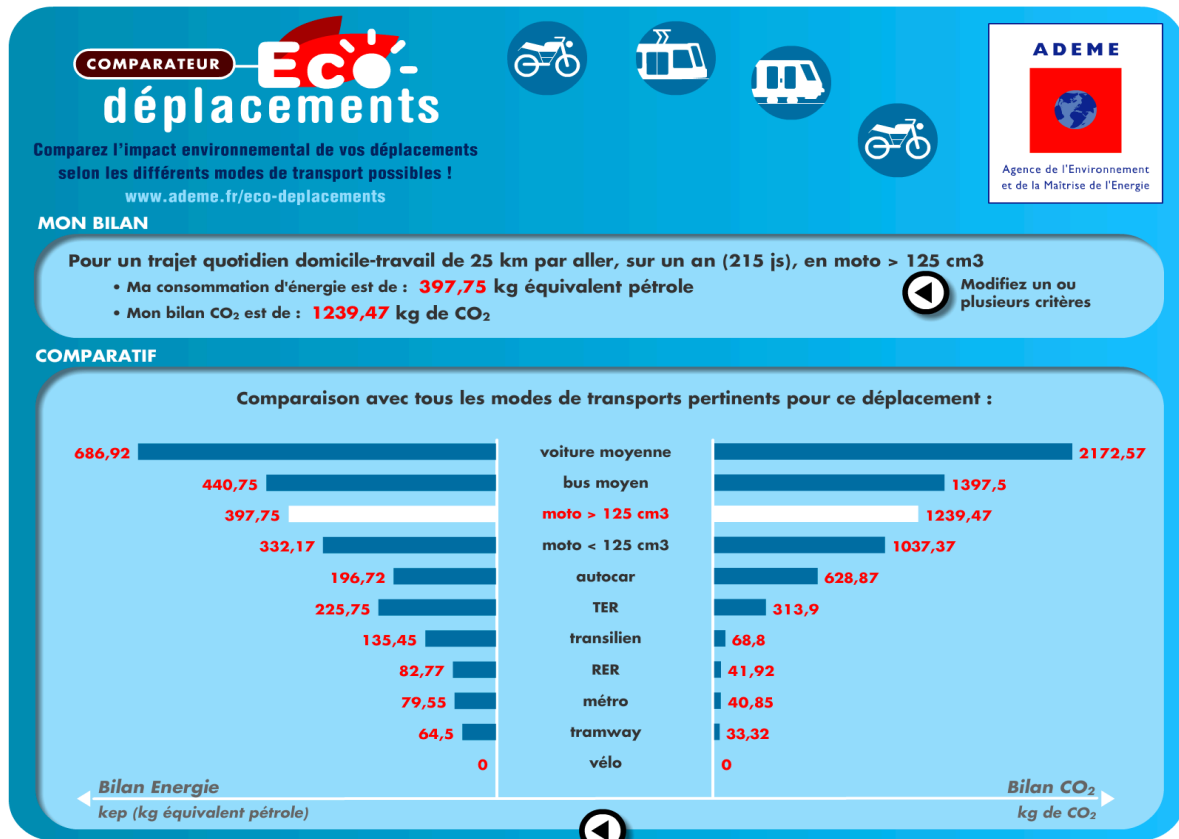 COMPARATEUR
Eco
déplacements
Comparez l'impact environnemental de vos déplacements
selon les différents modes de transport possibles !
www.ademe.fr/eco-deplacements
ADEME
Agence de l'Environnement
et de la Maîtrise de l'Energie
MON BILAN
Pour un trajet quotidien domicile-travail de 25 km par aller, sur un an (215 js), en moto > 125 cm3
• Ma consommation d'énergie est de : 397,75 kg équivalent pétrole
• Mon bilan CO₂ est de : 1239,47 kg de CO₂
Modifiez un ou
plusieurs critères
COMPARATIF
Comparaison avec tous les modes de transports pertinents pour ce déplacement :
686,92 voiture moyenne 2172,57
440,75 bus moyen 1397,5
397,75 moto > 125 cm3 1239,47
332,17 moto < 125 cm3 1037,37
196,72 autocar 628,87
225,75 TER 313,9
135,45 transilien 68,8
82,77 RER 41,92
79,55 métro 40,85
64,5 tramway 33,32
0 vélo 0
Bilan Energie
kep (kg équivalent pétrole)
Bilan CO₂
kg de CO₂